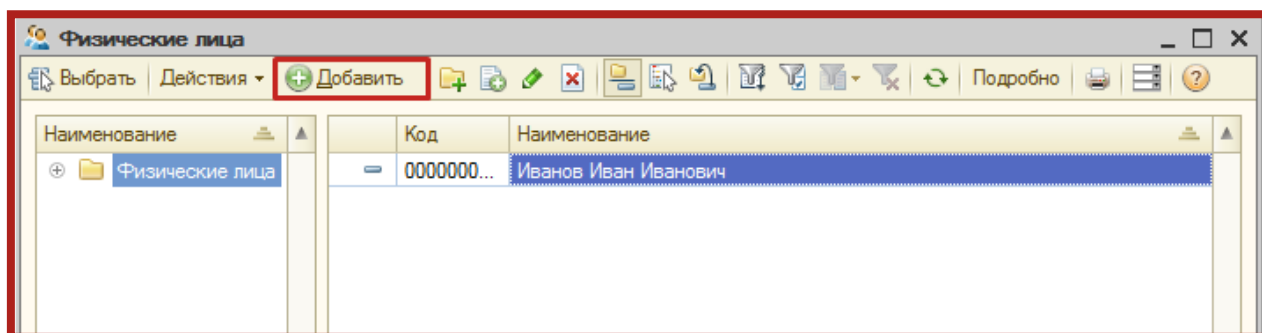 Физические лица
Выбрать Действия Добавить Подробно
Наименование Код Наименование
Физические лица 0000000... Иванов Иван Иванович